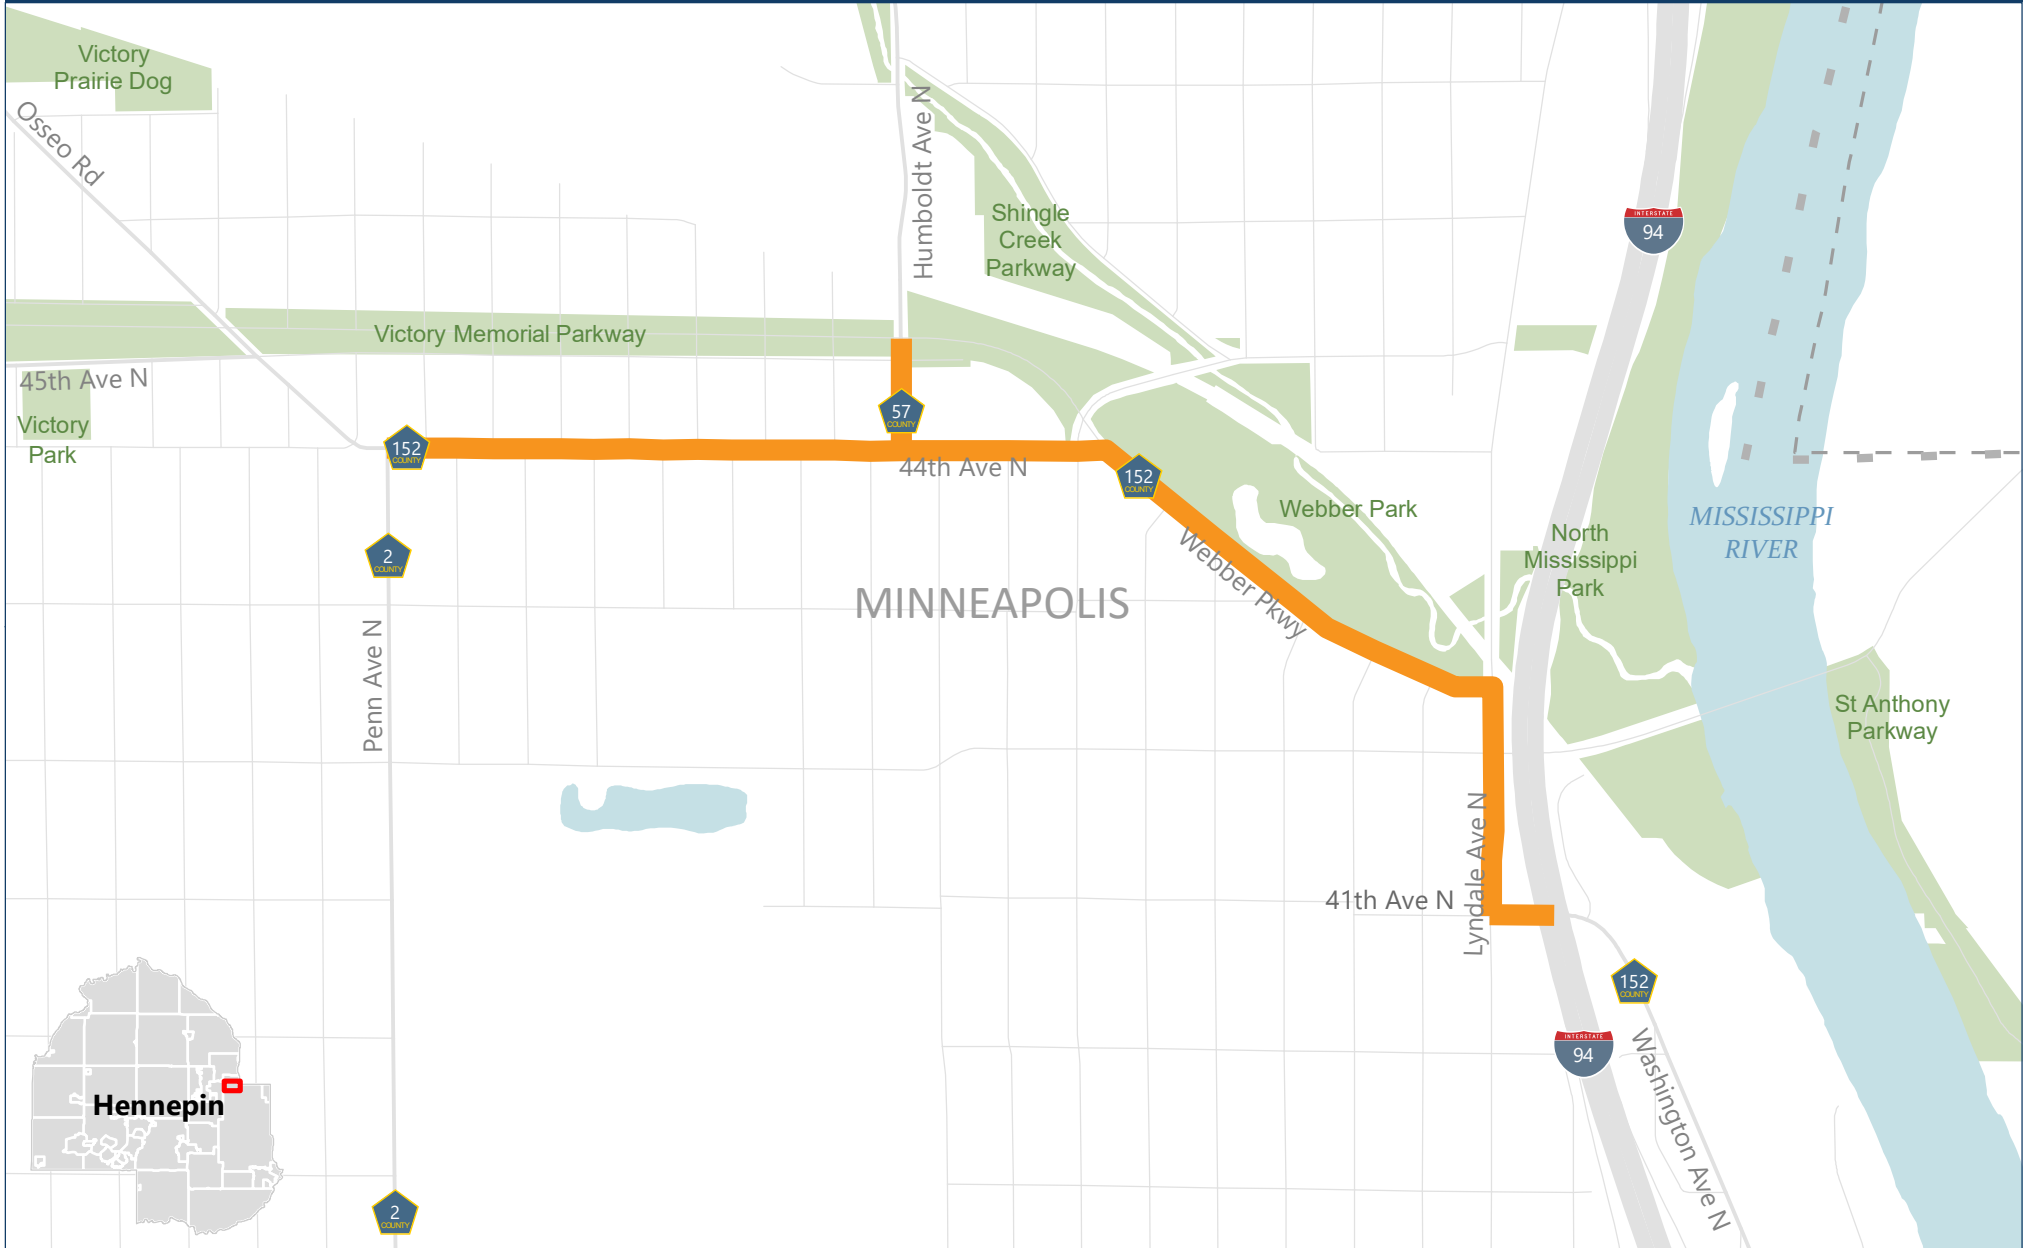 Victory
Prairie Dog
Osseo Rd
Humboldt Ave N
Shingle
Creek
Parkway
INTERSTATE
94
Victory Memorial Parkway
45th Ave N
Victory
Park
57
COUNTY
152
COUNTY
44th Ave N
152
COUNTY
Webber Park
MISSISSIPPI
RIVER
North
Mississippi
Park
2
COUNTY
Webber Pkwy
MINNEAPOLIS
Penn Ave N
St Anthony
Parkway
Lyndale Ave N
41th Ave N
152
COUNTY
INTERSTATE
94
Washington Ave N
Hennepin
2
COUNTY